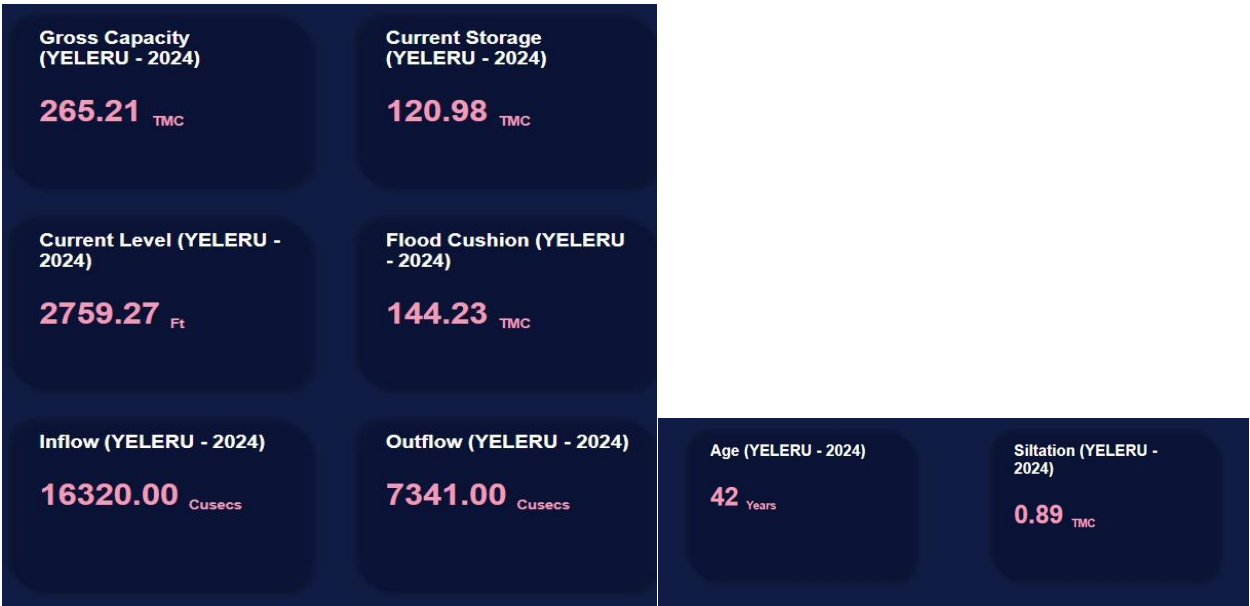 Gross Capacity
(YELERU - 2024)
265.21 TMC
Current Storage
(YELERU - 2024)
120.98 TMC
Current Level (YELERU -
2024)
2759.27 Ft
Flood Cushion (YELERU
- 2024)
144.23 TMC
Inflow (YELERU - 2024)
16320.00 Cusecs
Outflow (YELERU - 2024)
7341.00 Cusecs
Age (YELERU - 2024)
42 Years
Siltation (YELERU -
2024)
0.89 TMC